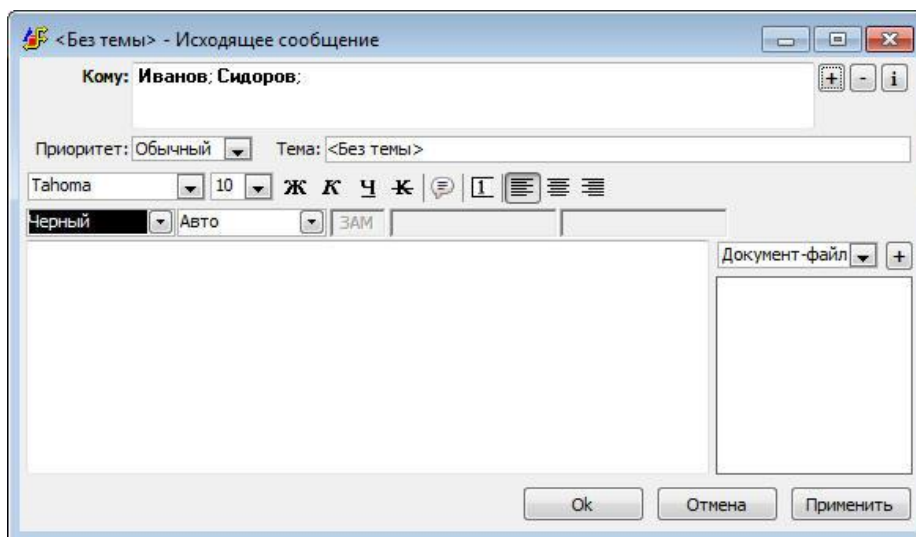 <Без темы> - Исходящее сообщение
Кому: Иванов; Сидоров; + - i
Приоритет: Обычный Тема: <Без темы>
Tahoma 10 Ж К Ч К 1
Черный Авто ЗАМ
Документ-файл +
Ok Отмена Применить